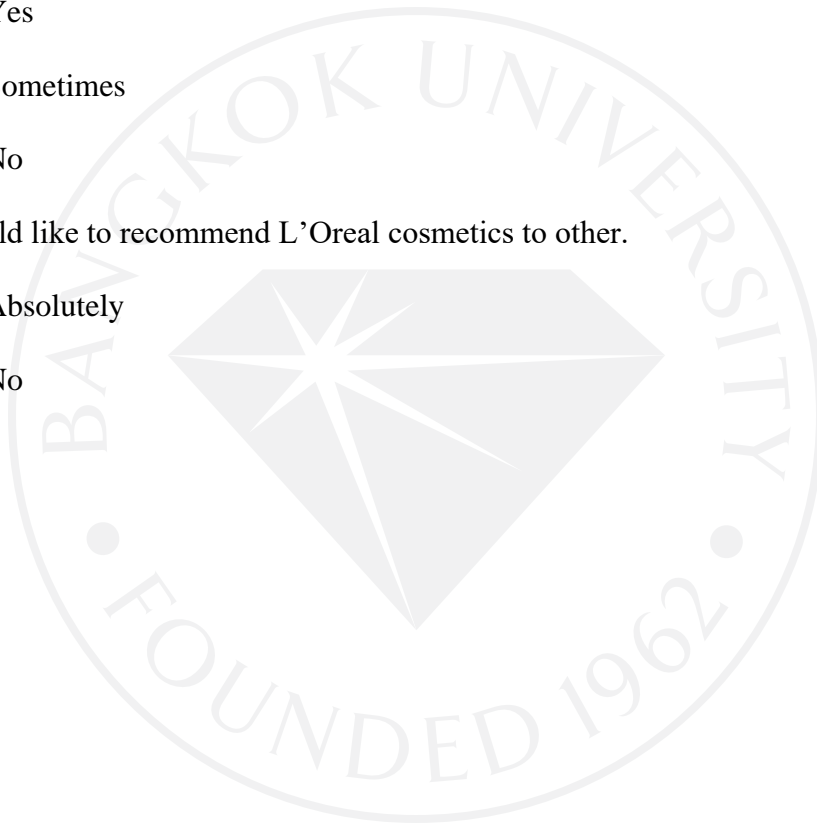 Yes
ometimes
No
ld like to recommend L’Oreal cosmetics to other.
Absolutely
No
BANGKOK UNIVERSITY
• FOUNDED 1962 •